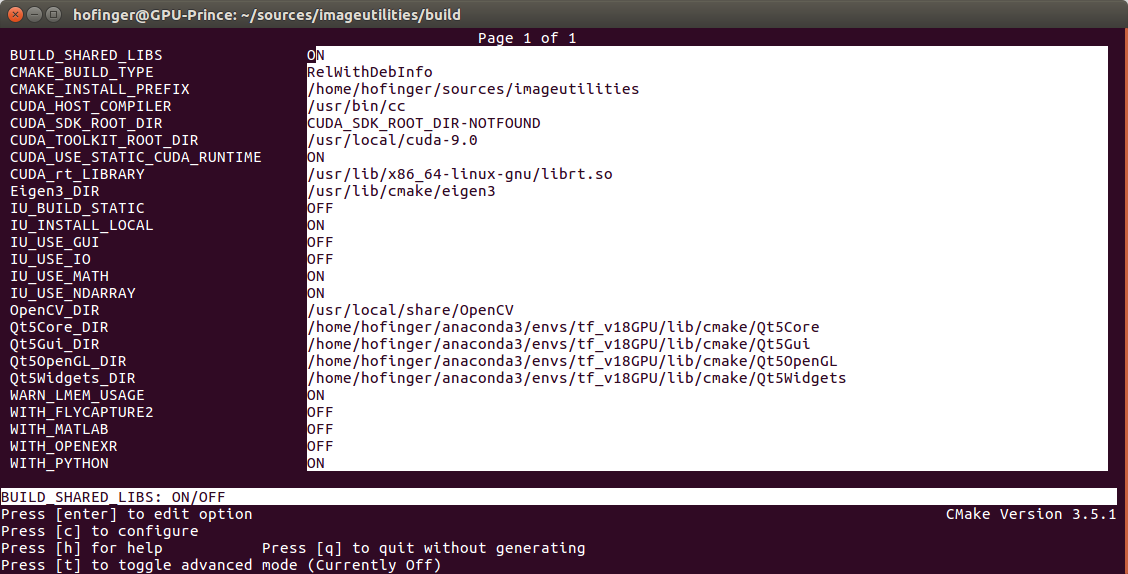 hofinger@GPU-Prince: ~/sources/imageutilities/build
Page 1 of 1
BUILD_SHARED_LIBS ON
CMAKE_BUILD_TYPE RelWithDebInfo
CMAKE_INSTALL_PREFIX /home/hofinger/sources/imageutilities
CUDA_HOST_COMPILER /usr/bin/cc
CUDA_SDK_ROOT_DIR CUDA_SDK_ROOT_DIR-NOTFOUND
CUDA_TOOLKIT_ROOT_DIR /usr/local/cuda-9.0
CUDA_USE_STATIC_CUDA_RUNTIME ON
CUDA_rt_LIBRARY /usr/lib/x86_64-linux-gnu/librt.so
Eigen3_DIR /usr/lib/cmake/eigen3
IU_BUILD_STATIC OFF
IU_INSTALL_LOCAL ON
IU_USE_GUI OFF
IU_USE_IO OFF
IU_USE_MATH ON
IU_USE_NDARRAY ON
OpenCV_DIR /usr/local/share/OpenCV
Qt5Core_DIR /home/hofinger/anaconda3/envs/tf_v18GPU/lib/cmake/Qt5Core
Qt5Gui_DIR /home/hofinger/anaconda3/envs/tf_v18GPU/lib/cmake/Qt5Gui
Qt5OpenGL_DIR /home/hofinger/anaconda3/envs/tf_v18GPU/lib/cmake/Qt5OpenGL
Qt5Widgets_DIR /home/hofinger/anaconda3/envs/tf_v18GPU/lib/cmake/Qt5Widgets
WARN_LMEM_USAGE ON
WITH_FLYCAPTURE2 OFF
WITH_MATLAB OFF
WITH_OPENEXR OFF
WITH_PYTHON ON
BUILD_SHARED_LIBS: ON/OFF
Press [enter] to edit option CMake Version 3.5.1
Press [c] to configure
Press [h] for help Press [q] to quit without generating
Press [t] to toggle advanced mode (Currently Off)